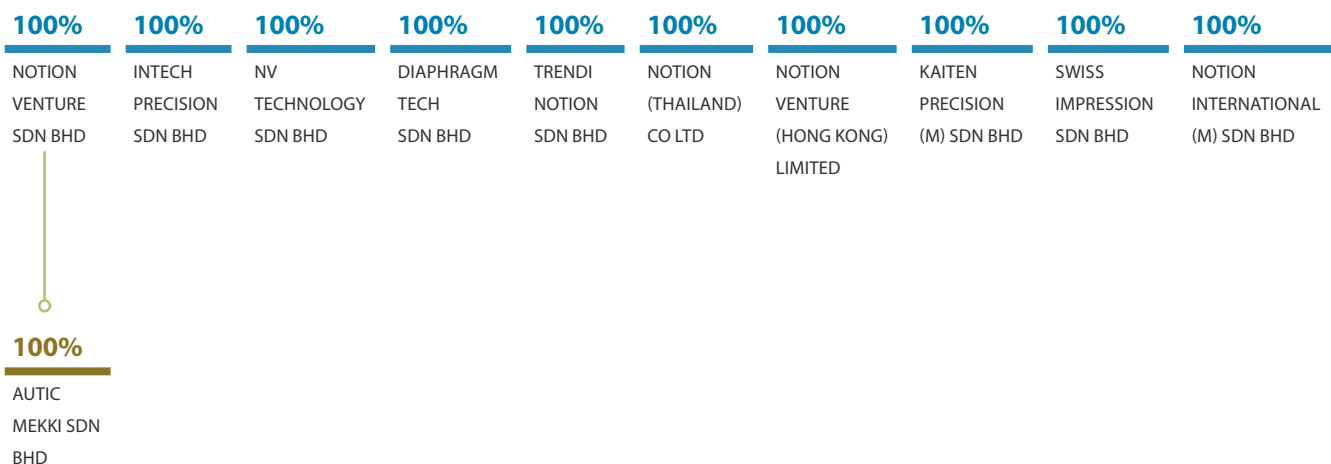 100%
NOTION
VENTURE
SDN BHD
100%
INTECH
PRECISION
SDN BHD
100%
NV
TECHNOLOGY
SDN BHD
100%
DIAPHRAGM
TECH
SDN BHD
100%
TRENDI
NOTION
SDN BHD
100%
NOTION
(THAILAND)
CO LTD
100%
NOTION
VENTURE
(HONG KONG)
LIMITED
100%
KAITEN
PRECISION
(M) SDN BHD
100%
SWISS
IMPRESSION
SDN BHD
100%
NOTION
INTERNATIONAL
(M) SDN BHD
100%
AUTIC
MEKKI SDN
BHD